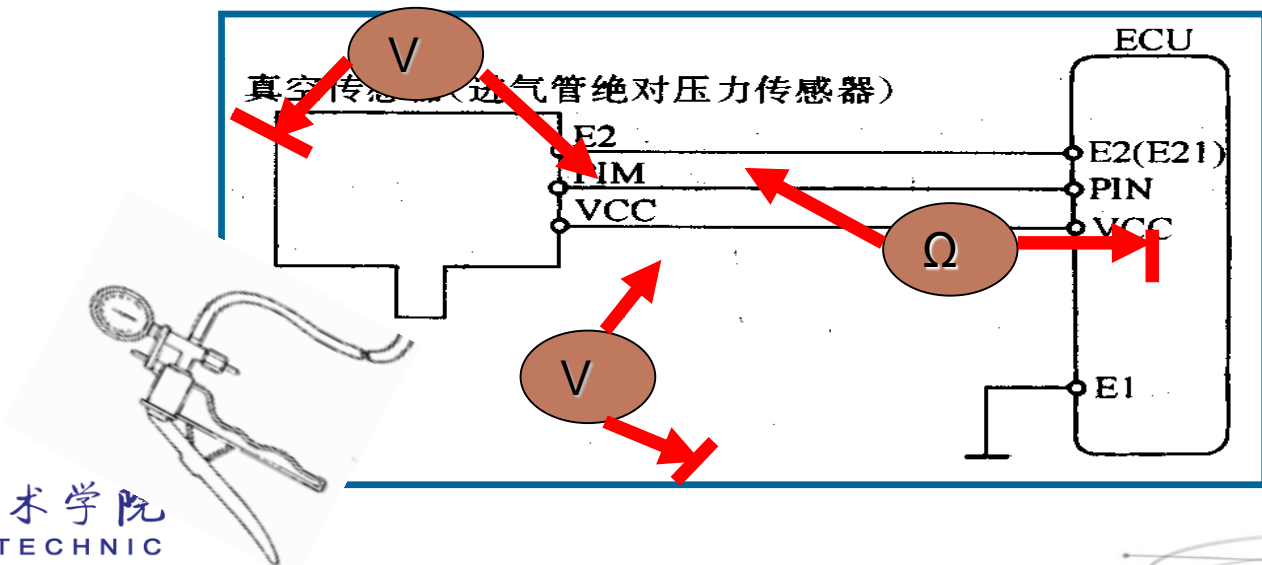 V
ECU
真空传感器(进气管绝对压力传感器)
E2
E2(E21)
PIM
PIN
VCC
VCC
Ω
V
E1
术学院
TECHNIC